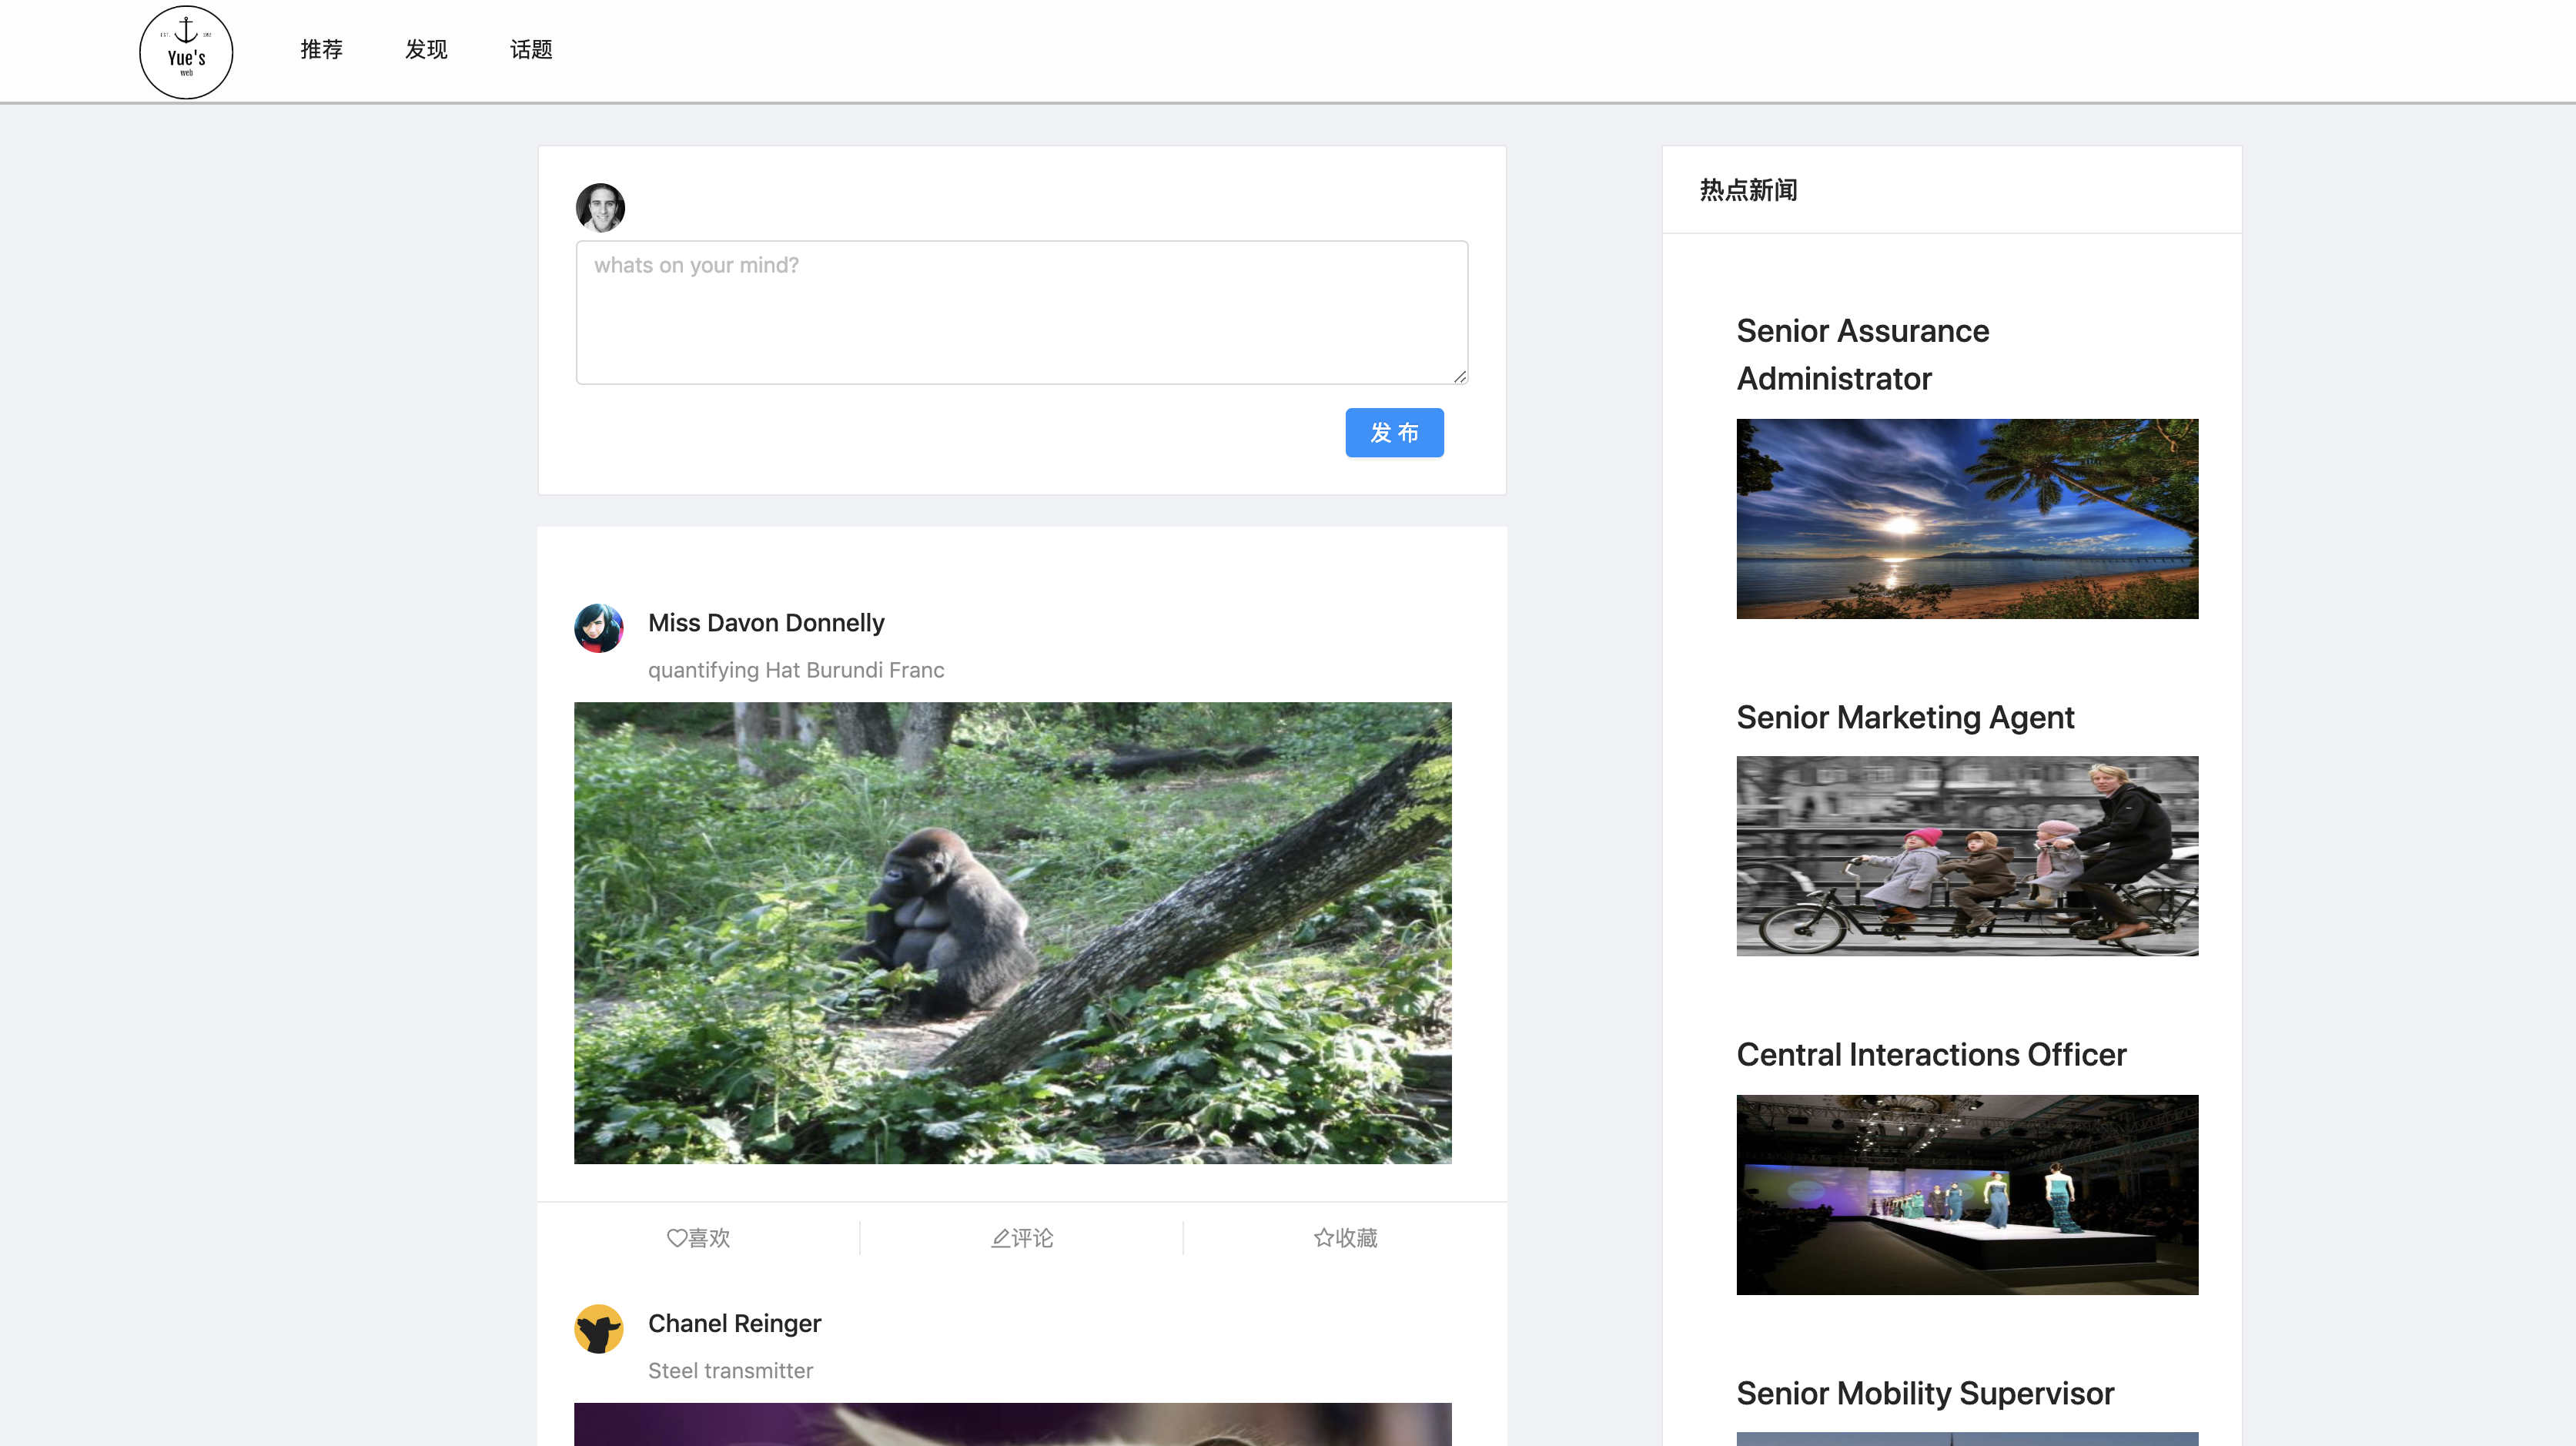 Yue's
web
推荐
发现
话题
whats on your mind?
发布
Miss Davon Donnelly
quantifying Hat Burundi Franc
喜欢
评论
收藏
Chanel Reinger
Steel transmitter
热点新闻
Senior Assurance
Administrator
Senior Marketing Agent
Central Interactions Officer
Senior Mobility Supervisor